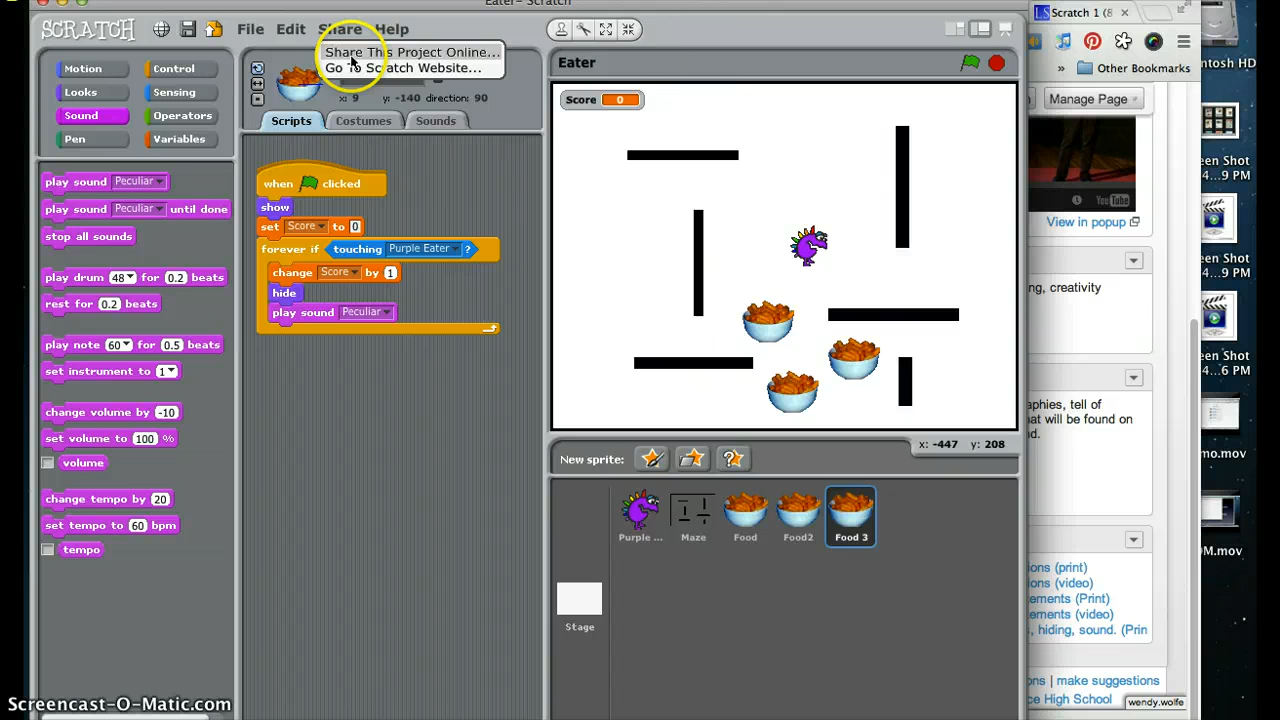 Eater- Scratch
SCRATCH
File Edit Share Help
Share This Project Online...
Go To Scratch Website...
Motion Control
Looks Sensing
Sound Operators
Pen Variables
x: 9 y: -140 direction: 90
Scripts Costumes Sounds
play sound Peculiar
play sound Peculiar until done
stop all sounds
play drum 48 for 0.2 beats
rest for 0.2 beats
play note 60 for 0.5 beats
set instrument to 1
change volume by -10
set volume to 100 %
volume
change tempo by 20
set tempo to 60 bpm
tempo
when clicked
show
set Score to 0
forever if touching Purple Eater ?
change Score by 1
hide
play sound Peculiar
Eater
Score 0
x: -447 y: 208
New sprite:
Purple ... Maze Food Food2 Food 3
Stage
LS Scratch 1 (8
» Other Bookmarks
Manage Page
You Tube
View in popup
ng, creativity
aphies, tell of
hat will be found on
d.
ons (print)
ons (video)
ements (Print)
ements (video)
s, hiding, sound. (Prin
ons | make suggestions
ce High School
wendy.wolfe
ntosh HD
een Shot
4...9 PM
een Shot
4...9 PM
een Shot
4...6 PM
mo.mov
OM.mov
Screencast-O-Matic.com